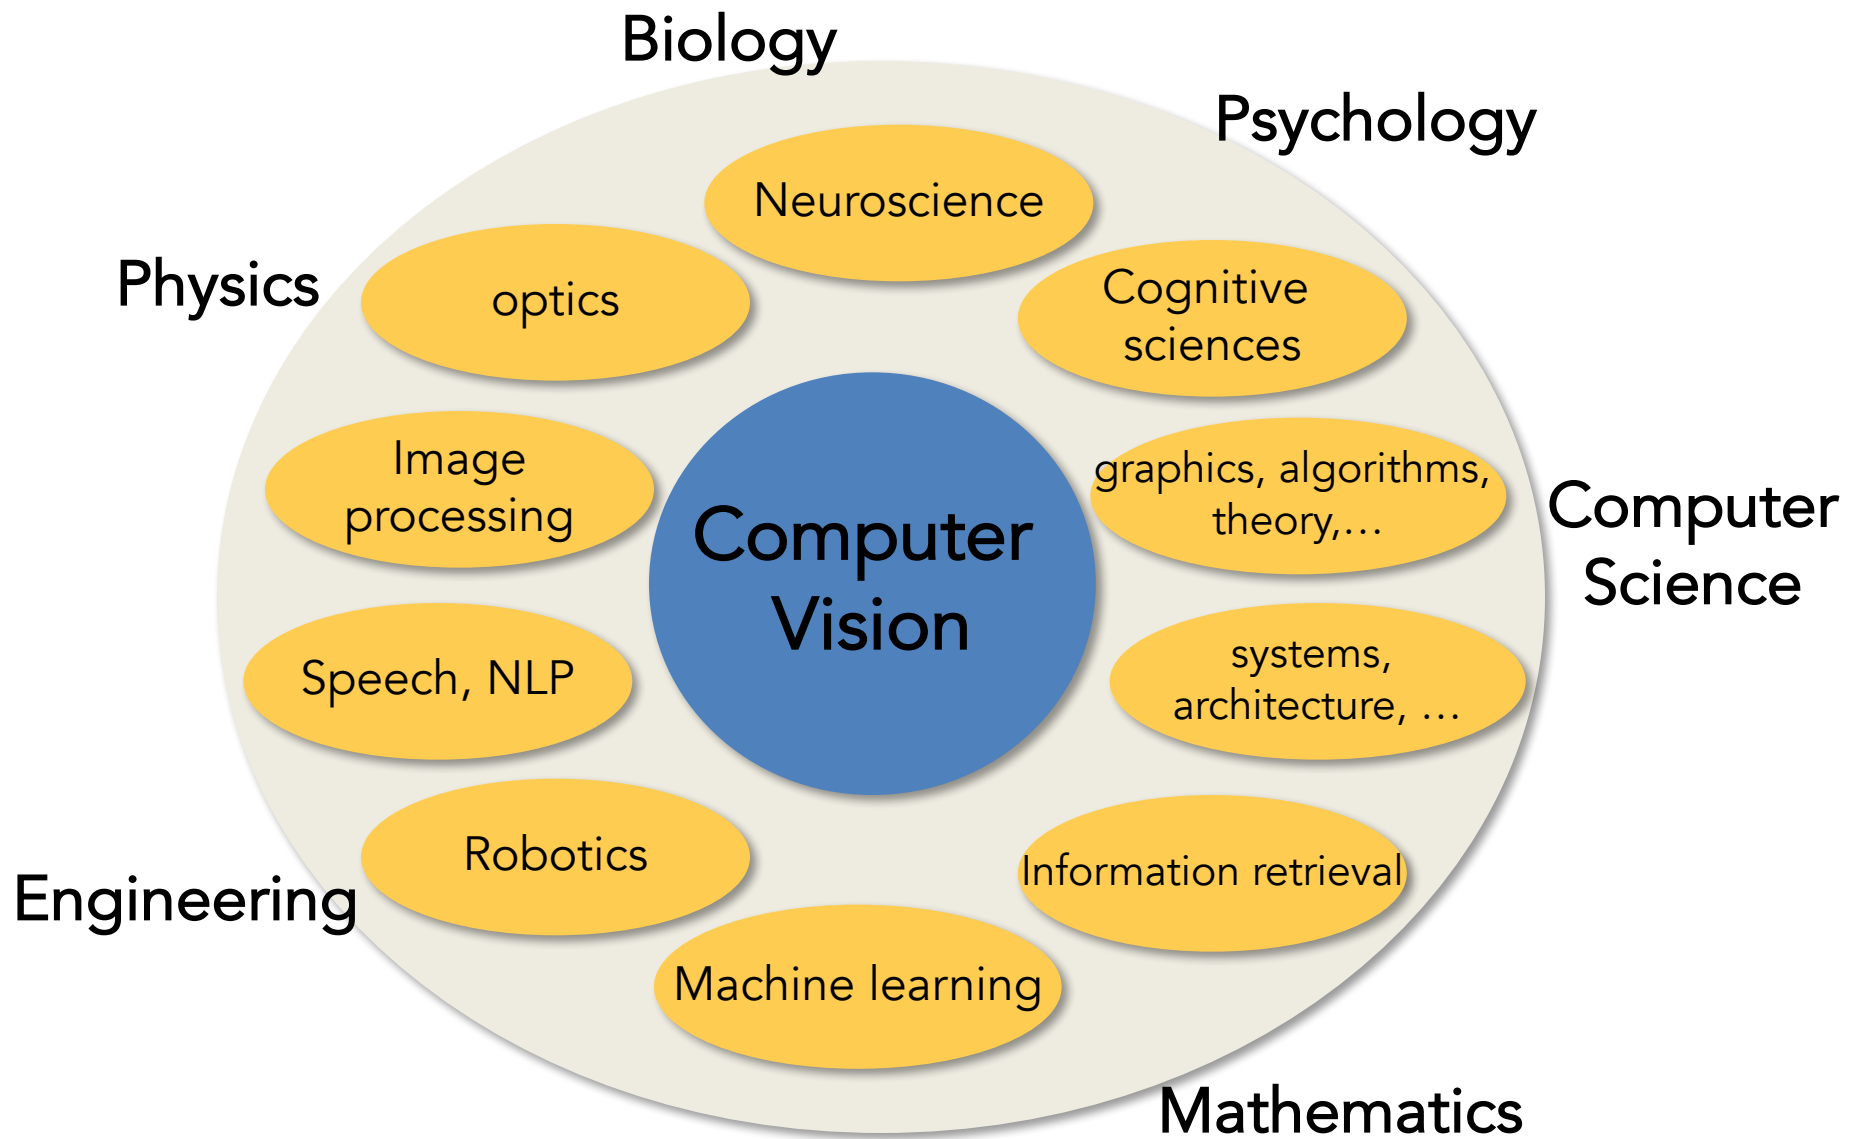 Biology
Psychology
Neuroscience
Physics
optics
Cognitive
sciences
Image
processing
graphics, algorithms,
theory,...
Computer
Science
Computer
Vision
Speech, NLP
systems,
architecture, ...
Robotics
Information retrieval
Engineering
Machine learning
Mathematics